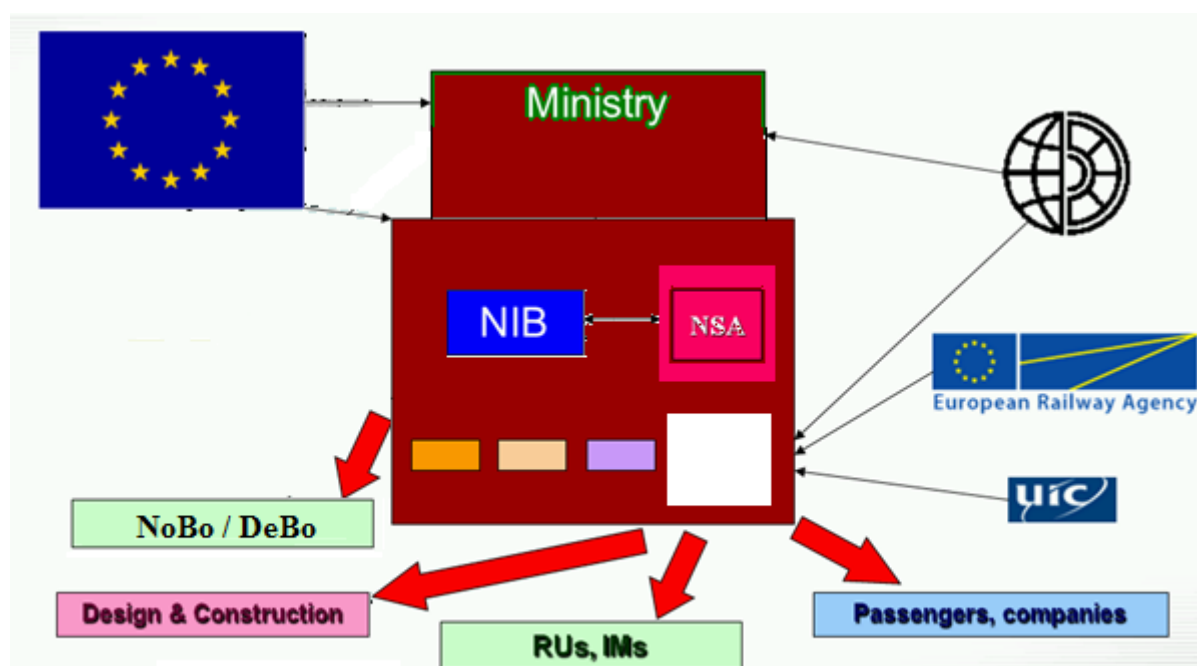 Ministry
NIB
NSA
European Railway Agency
uic
NoBo / DeBo
Design & Construction
Passengers, companies
RUs, IMs